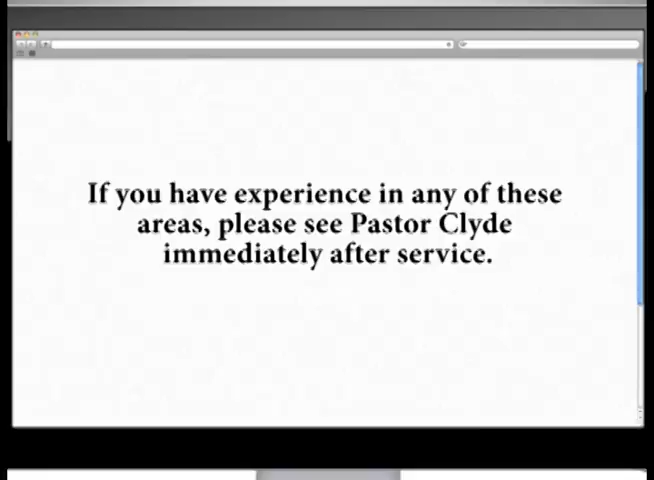 If you have experience in any of these
areas, please see Pastor Clyde
immediately after service.